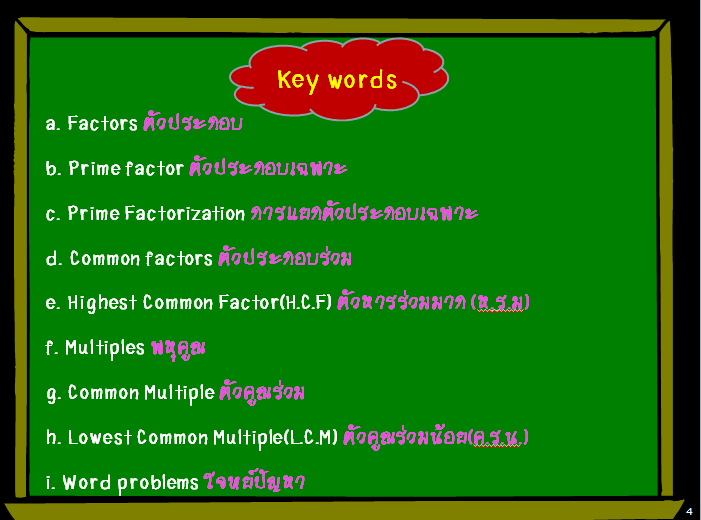 Key words
a. Factors ตัวประกอบ
b. Prime factor ตัวประกอบเฉพาะ
c. Prime Factorization การแยกตัวประกอบเฉพาะ
d. Common factors ตัวประกอบร่วม
e. Highest Common Factor(H.C.F) ตัวหารร่วมมาก (ห.ร.ม)
f. Multiples พหุคูณ
g. Common Multiple ตัวคูณร่วม
h. Lowest Common Multiple(L.C.M) ตัวคูณร่วมน้อย(ค.ร.น.)
i. Word problems โจทย์ปัญหา
4